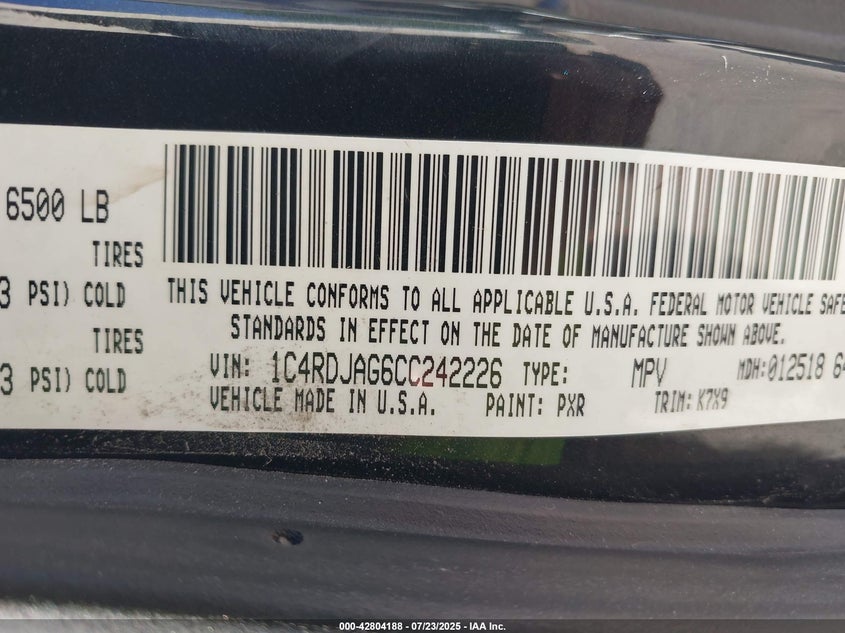 6500 LB
TIRES
3 PSI) COLD
TIRES
3 PSI) COLD
THIS VEHICLE CONFORMS TO ALL APPLICABLE U.S.A. FEDERAL MOTOR VEHICLE SAFE
STANDARDS IN EFFECT ON THE DATE OF MANUFACTURE SHOWN ABOVE.
VIN: 1C4RDJAG6CC242226 TYPE: MPV MDH:012518 64
VEHICLE MADE IN U.S.A. PAINT: PXR TRIM: K7X9
000-42804188 - 07/23/2025 - IAA Inc.